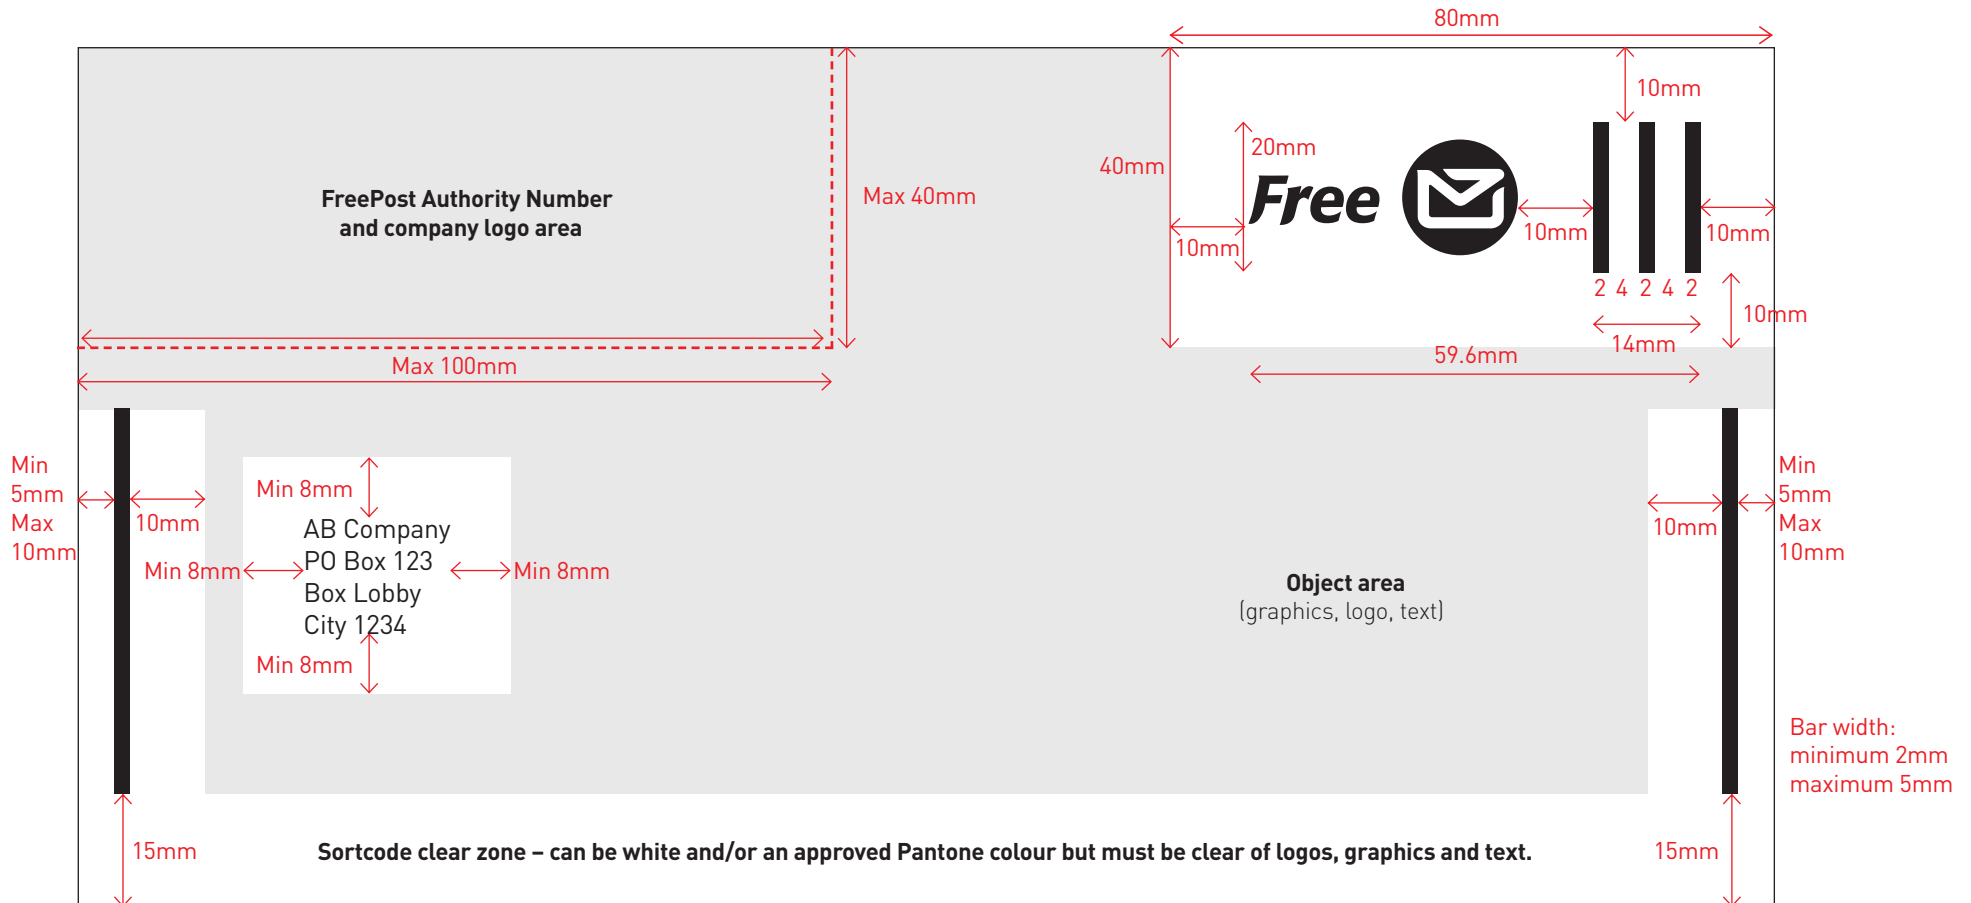 80mm
10mm
20mm
40mm
Max 40mm
FreePost Authority Number
and company logo area
Free
10mm
10mm
10mm
2 4 2 4 2
10mm
14mm
59.6mm
Max 100mm
Min
5mm
Max
10mm
10mm
Min 8mm
AB Company
PO Box 123
Box Lobby
City 1234
Min 8mm
Min 8mm
Min 8mm
Object area
(graphics, logo, text)
10mm
Min
5mm
Max
10mm
Bar width:
minimum 2mm
maximum 5mm
15mm
Sortcode clear zone – can be white and/or an approved Pantone colour but must be clear of logos, graphics and text.
15mm